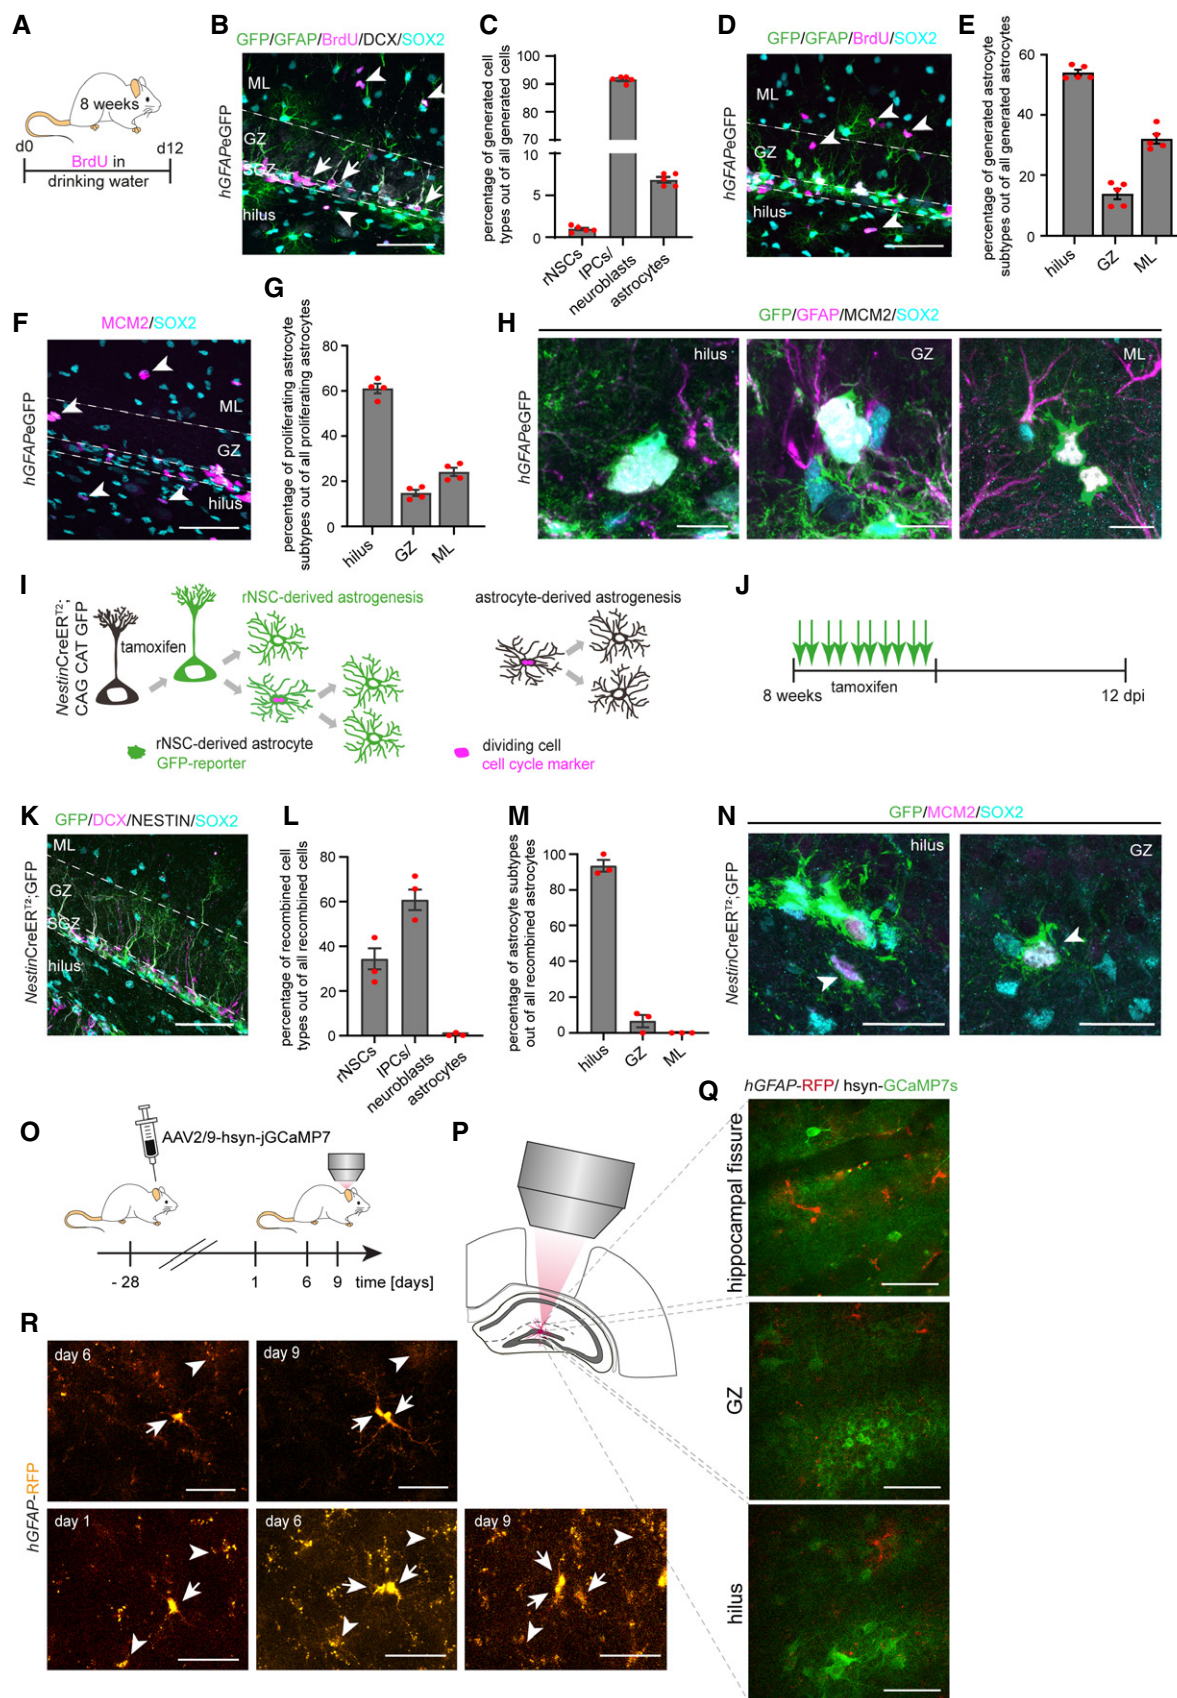 A
8 weeks
d0
d12
BrdU in
drinking water
B
GFP/GFAP/BrdU/DCX/SOX2
hGFAPeGFP
ML
GZ
SGZ
hilus
C
percentage of generated cell
types out of all generated cells
100
90
80
70
60
10
5
0
rNSCs
IPCs/
neuroblasts
astrocytes
D
GFP/GFAP/BrdU/SOX2
hGFAPeGFP
ML
GZ
hilus
E
percentage of generated astrocyte
subtypes out of all generated astrocytes
60
40
20
0
hilus
GZ
ML
F
MCM2/SOX2
hGFAPeGFP
ML
GZ
hilus
G
percentage of proliferating astrocyte
subtypes out of all proliferating astrocytes
80
60
40
20
0
hilus
GZ
ML
H
GFP/GFAP/MCM2/SOX2
hGFAPeGFP
hilus
GZ
ML
I
NestinCreERT2;
CAG CAT GFP
tamoxifen
rNSC-derived astrogenesis
astrocyte-derived astrogenesis
rNSC-derived astrocyte
GFP-reporter
dividing cell
cell cycle marker
J
8 weeks
tamoxifen
12 dpi
K
GFP/DCX/NESTIN/SOX2
NestinCreERT2;GFP
ML
GZ
SGZ
hilus
L
percentage of recombined cell
types out of all recombined cells
80
60
40
20
0
rNSCs
IPCs/
neuroblasts
astrocytes
M
percentage of astrocyte subtypes
out of all recombined astrocytes
100
80
60
40
20
0
hilus
GZ
ML
N
GFP/MCM2/SOX2
NestinCreERT2;GFP
hilus
GZ
O
AAV2/9-hsyn-jGCaMP7
- 28
1
6
9
time [days]
P
Q
hGFAP-RFP/ hsyn-GCaMP7s
hippocampal fissure
GZ
hilus
R
hGFAP-RFP
day 6
day 9
day 1
day 6
day 9